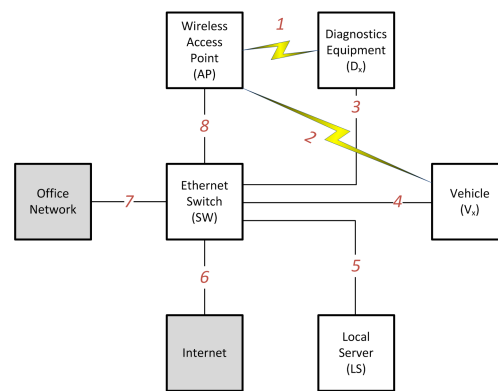 Wireless
Access
Point
(AP)
1
Diagnostics
Equipment
(Dx)
3
2
8
Office
Network
7
Ethernet
Switch
(SW)
4
Vehicle
(Vx)
6
5
Internet
Local
Server
(LS)